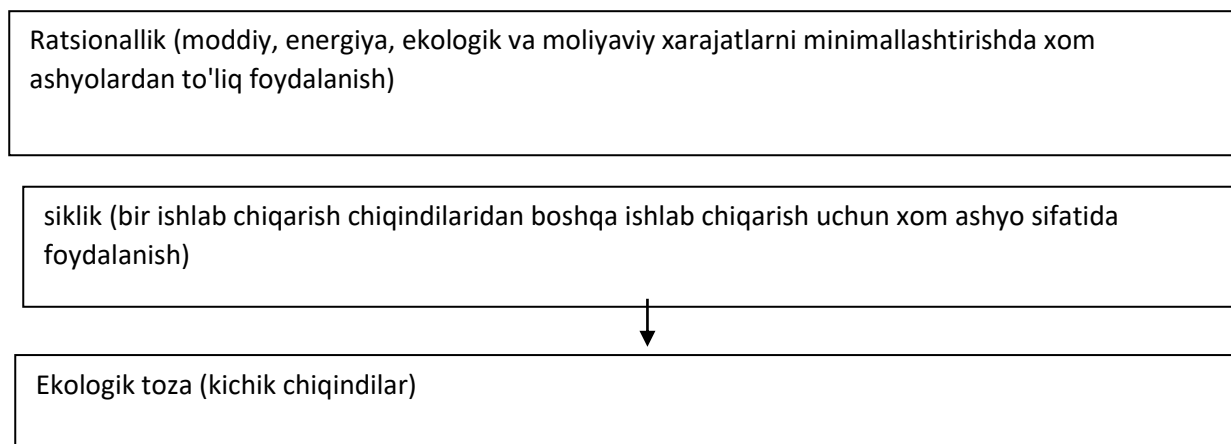 Ratsionallik (moddiy, energiya, ekologik va moliyaviy xarajatlarni minimallashtirishda xom
ashyolardan to'liq foydalanish)
siklik (bir ishlab chiqarish chiqindilaridan boshqa ishlab chiqarish uchun xom ashyo sifatida
foydalanish)
Ekologik toza (kichik chiqindilar)